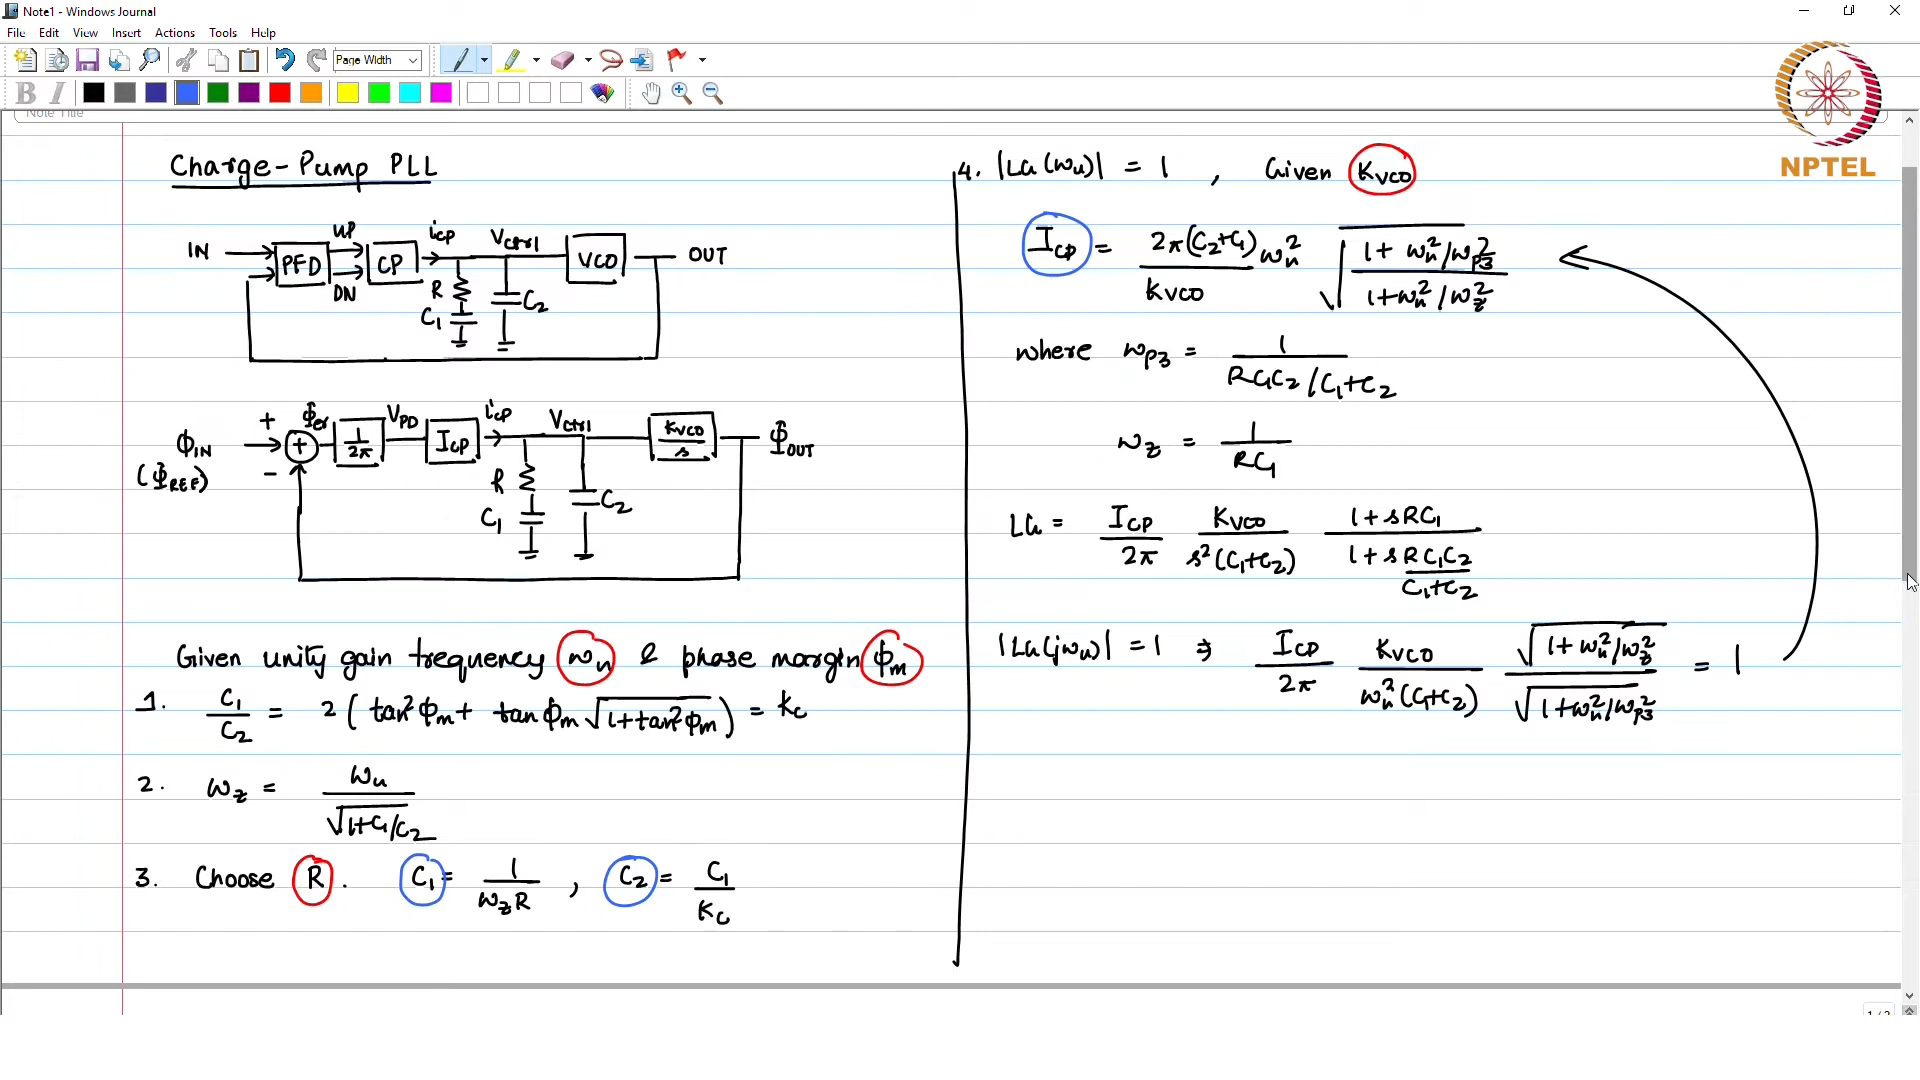 Note1 - Windows Journal
File Edit View Insert Actions Tools Help
Page Width
B I
Note Title
NPTEL
Charge-Pump PLL
IN PFD UP DN CP icp Vctrl VCO OUT
R C1 C2
ΦIN (ΦREF) + - + Φer 1/2π VPD ICP icp Vctrl KVCO/s ΦOUT
R C1 C2
Given unity gain frequency ωu & phase margin ϕm
1. C1/C2 = 2(tan²ϕm + tanϕm √(1+tan²ϕm)) = Kc
2. ωz = ωu/√(1+C1/C2)
3. Choose R. C1 = 1/(ωzR) , C2 = C1/Kc
4. |LG(ωu)| = 1 , Given KVCO
ICP = 2π(C2+C1)/KVCO ωu² √((1+ωu²/ωp3²)/(1+ωu²/ωz²))
where ωp3 = 1/(RC1C2/C1+C2)
ωz = 1/RC1
LG = ICP/2π KVCO/(s²(C1+C2)) (1+sRC1)/(1+sRC1C2/(C1+C2))
|LG(jωu)| = 1 ⇒ ICP/2π KVCO/(ωu²(C1+C2)) √(1+ωu²/ωz²)/√(1+ωu²/ωp3²) = 1